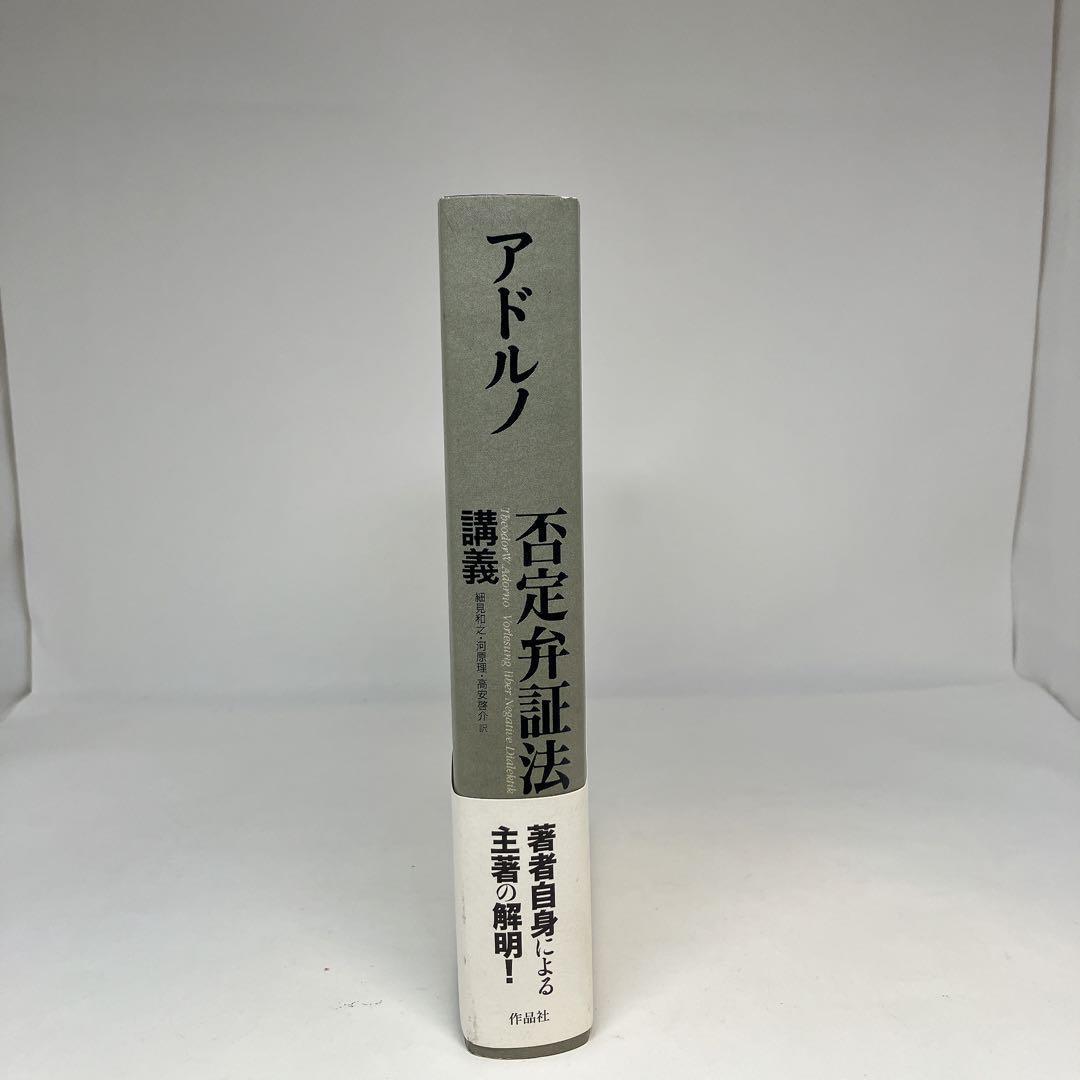 アドルノ
否定弁証法
Theodor W. Adorno Vorlesung über Negative Dialektik
講義
細見和之・河原理・高安啓介 訳
著者自身による
主著の解明！
作品社